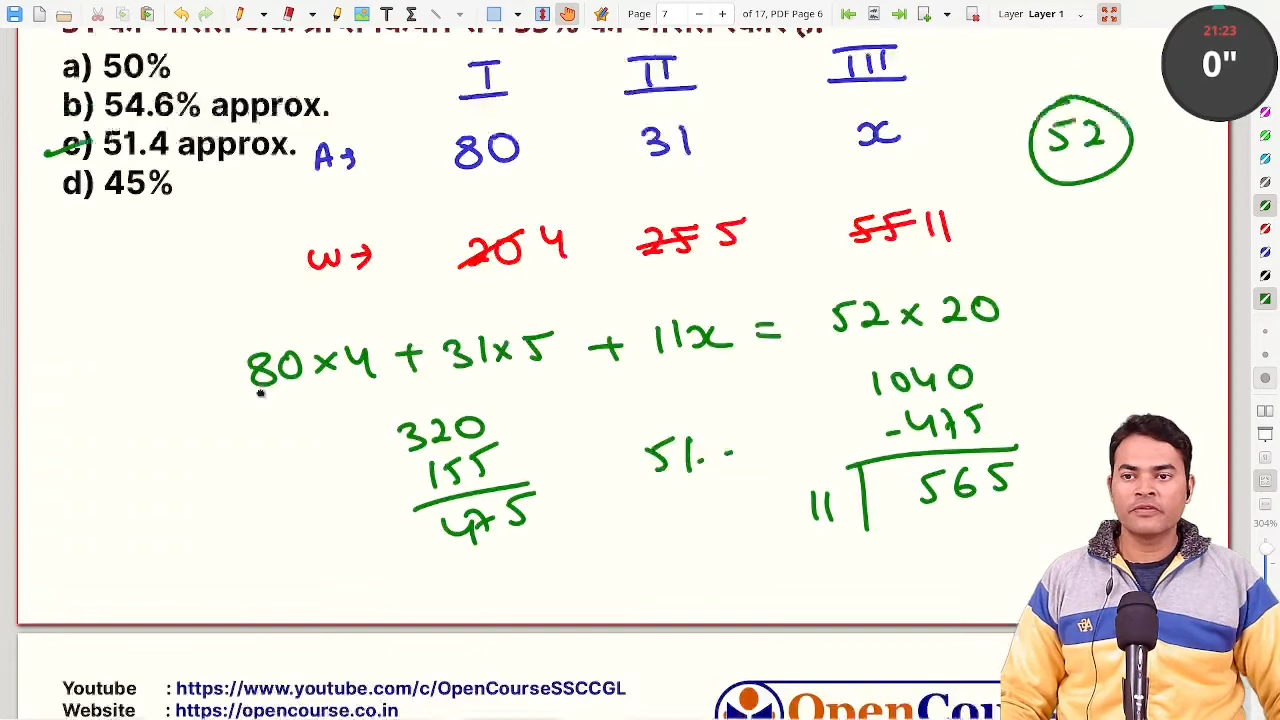 Page 7 of 17, PDF Page 6
Layer Layer 1
21:23
0"
a) 50%
b) 54.6% approx.
c) 51.4 approx.
d) 45%
I II III
A→ 80 31 x
52
W→ 20 4 25 5 55 11
80×4 + 31×5 + 11x = 52×20
320
155
475
51..
1040
-475
11 565
304%
Youtube : https://www.youtube.com/c/OpenCourseSSCCGL
Website : https://opencourse.co.in